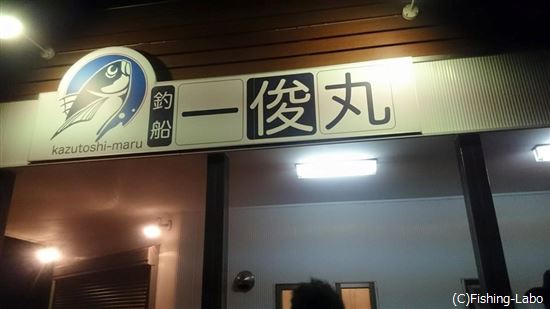 釣船
一俊丸
kazutoshi-maru
(C)Fishing-Labo